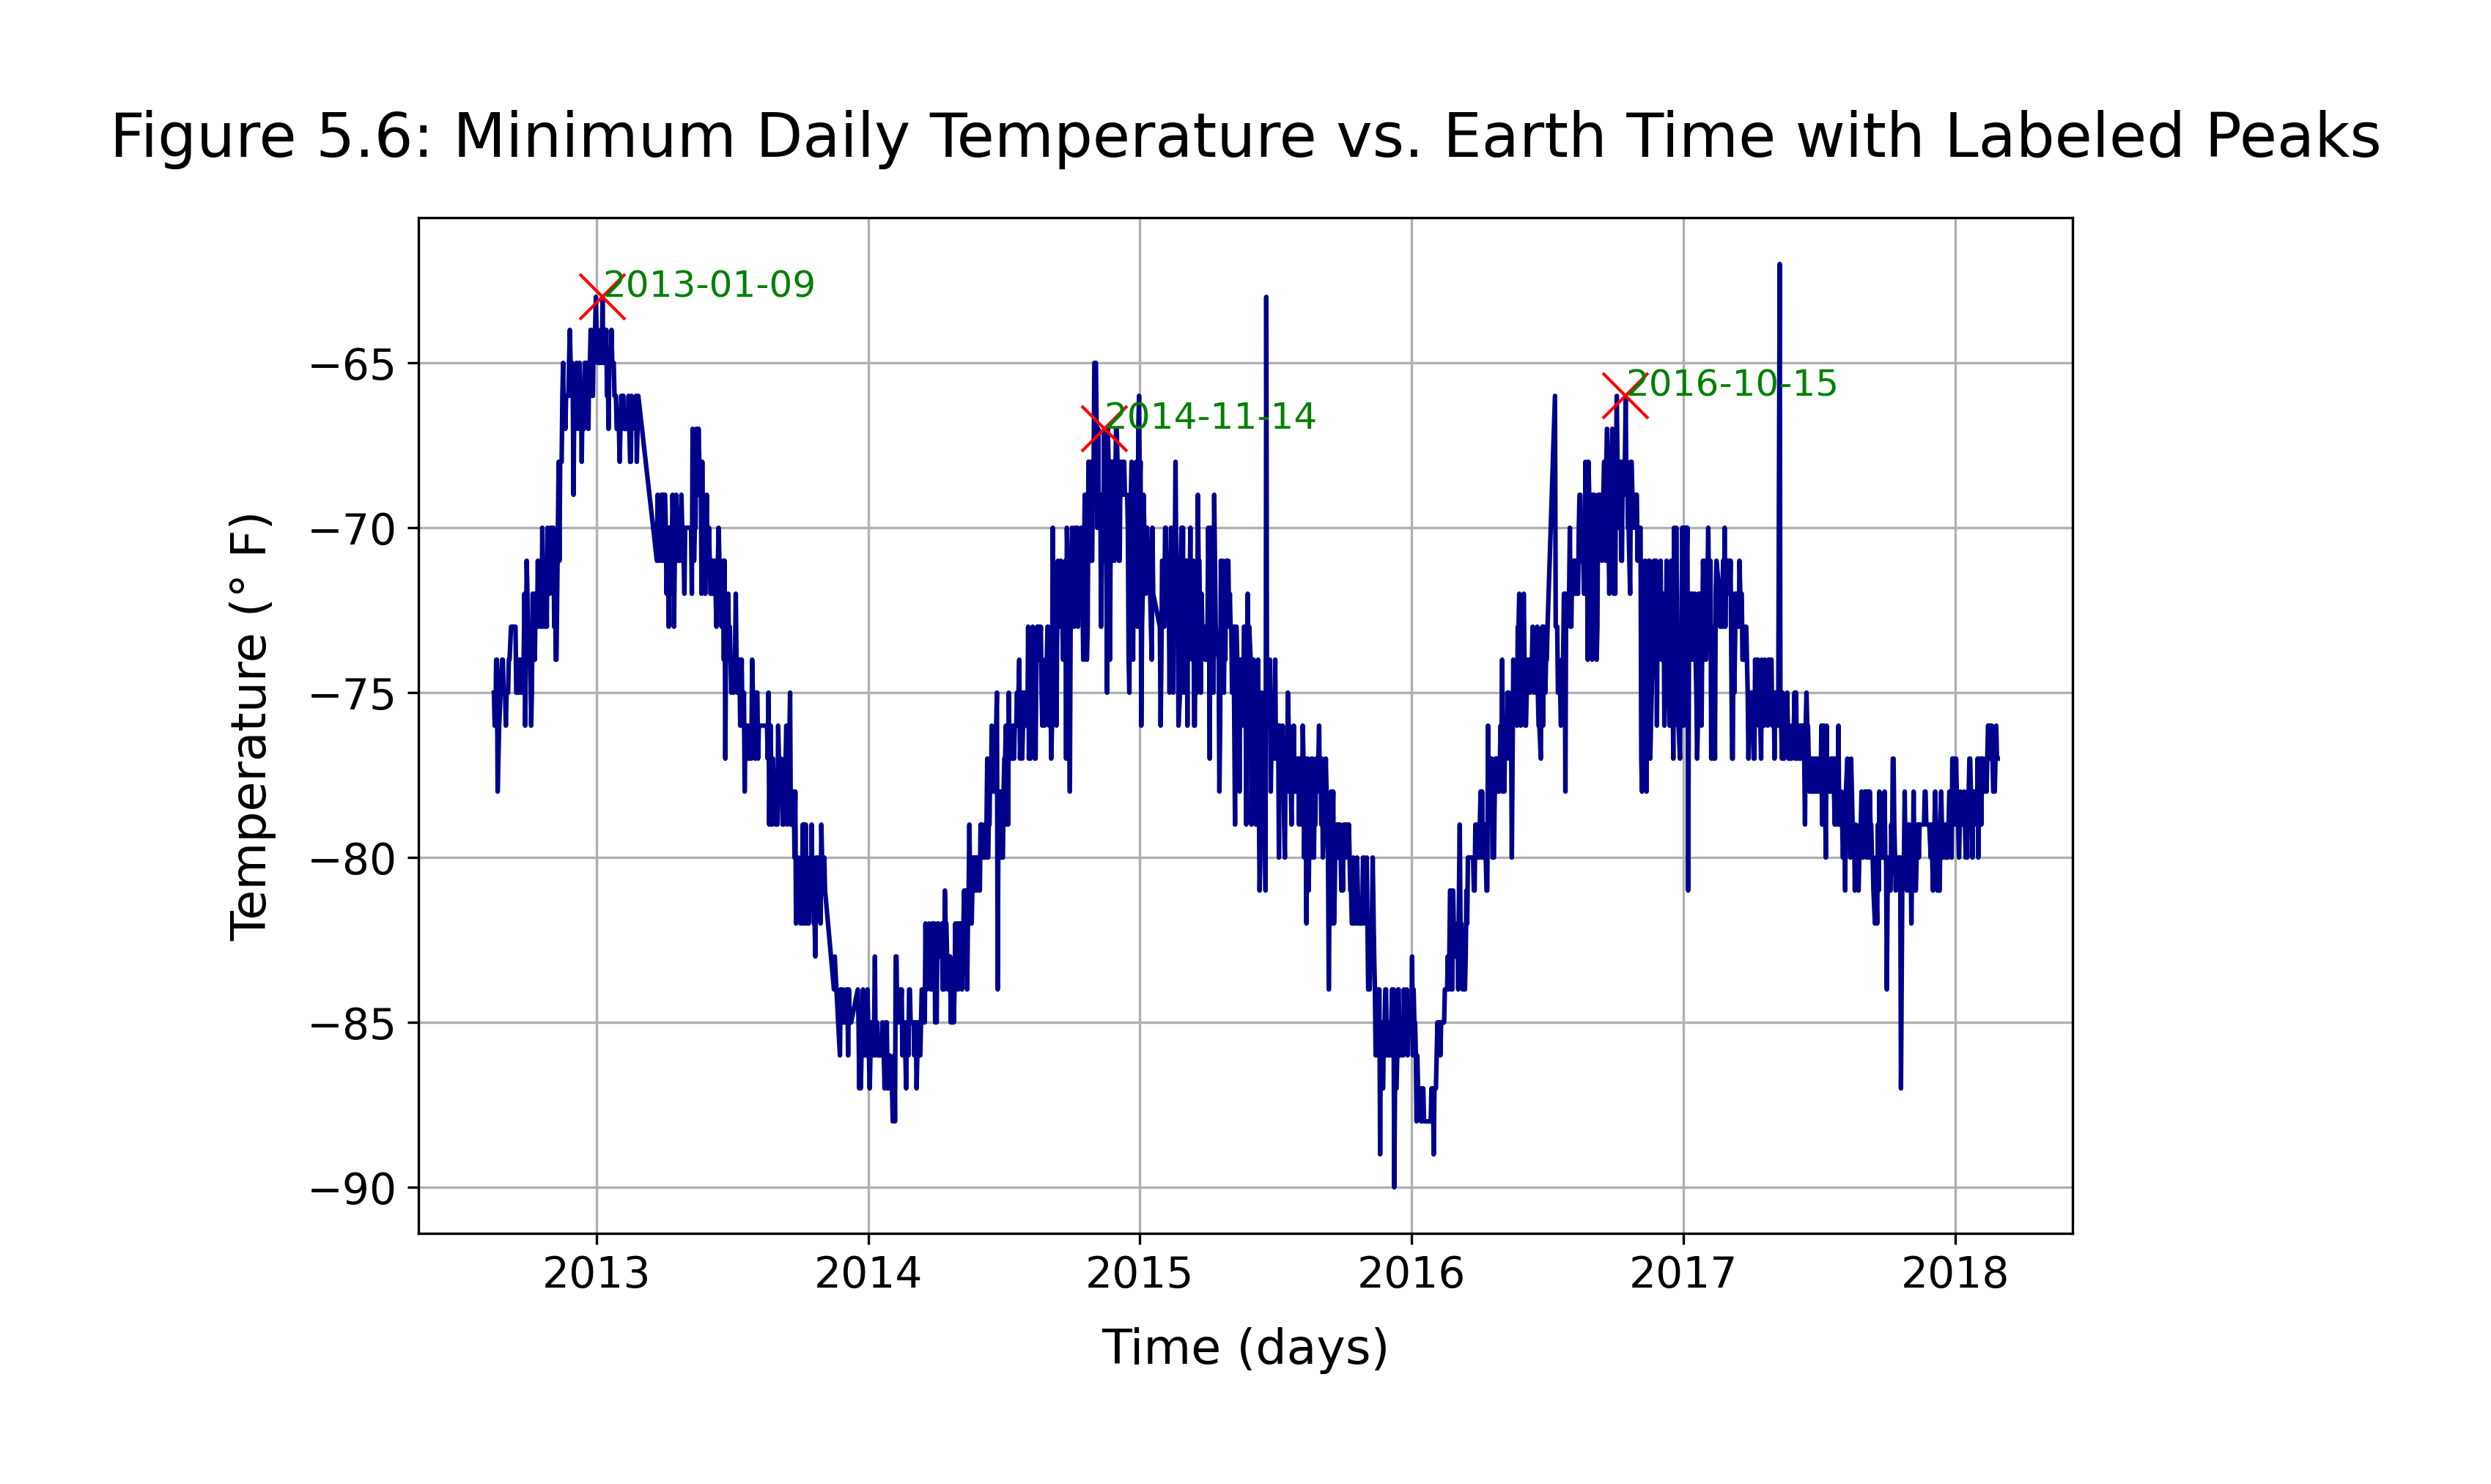 Figure 5.6: Minimum Daily Temperature vs. Earth Time with Labeled Peaks
2013-01-09
2014-11-14
2016-10-15
Temperature (° F)
−65
−70
−75
−80
−85
−90
2013 2014 2015 2016 2017 2018
Time (days)